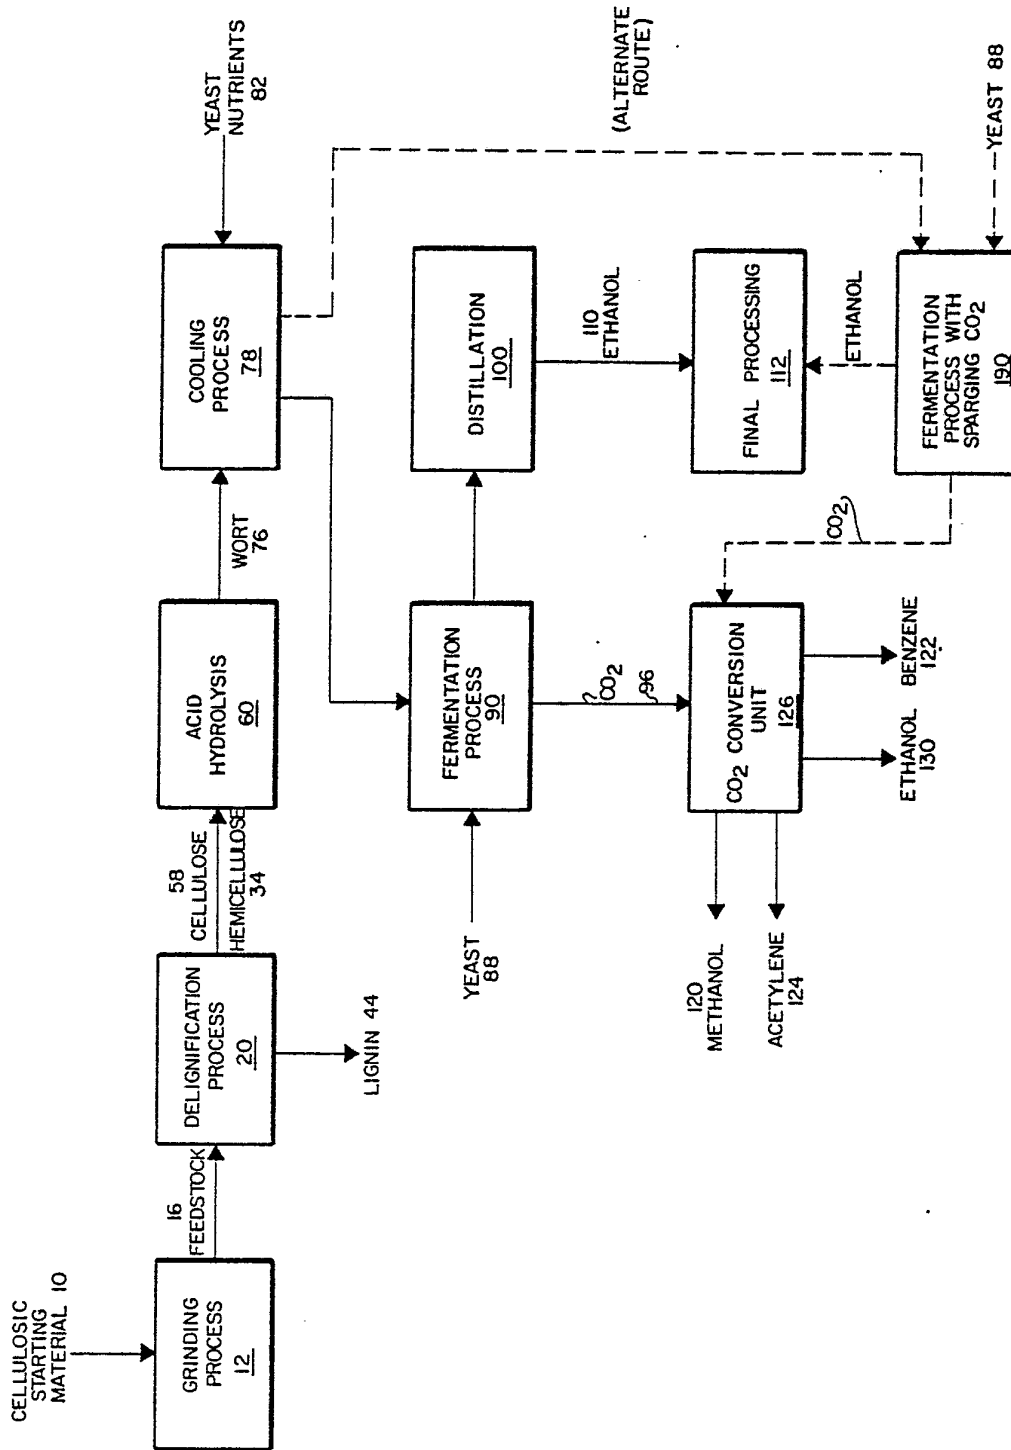 CELLULOSIC
STARTING
MATERIAL 10
GRINDING
PROCESS
12
16
FEEDSTOCK
DELIGNIFICATION
PROCESS
20
LIGNIN 44
58
CELLULOSE
HEMICELLULOSE
34
ACID
HYDROLYSIS
60
WORT
76
COOLING
PROCESS
78
YEAST
NUTRIENTS
82
(ALTERNATE
ROUTE)
YEAST
88
FERMENTATION
PROCESS
90
DISTILLATION
100
110
ETHANOL
CO2
96
120
METHANOL
ACETYLENE
124
CO2 CONVERSION
UNIT
126
ETHANOL
130
BENZENE
122
CO2
FINAL PROCESSING
112
ETHANOL
FERMENTATION
PROCESS WITH
SPARGING CO2
190
YEAST 88